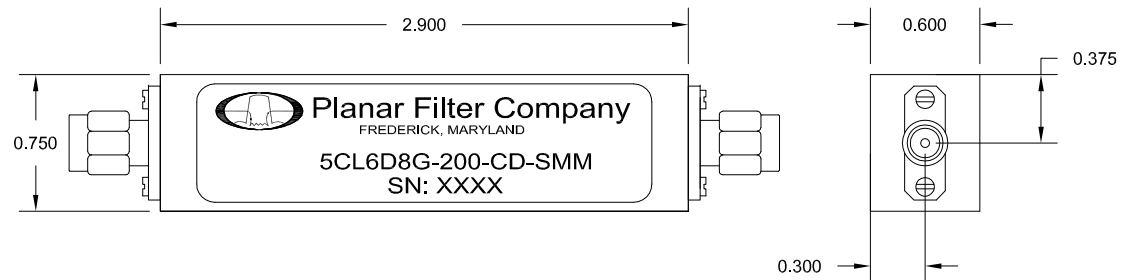 2.900
0.600
0.375
0.750
Planar Filter Company
FREDERICK, MARYLAND
5CL6D8G-200-CD-SMM
SN: XXXX
0.300